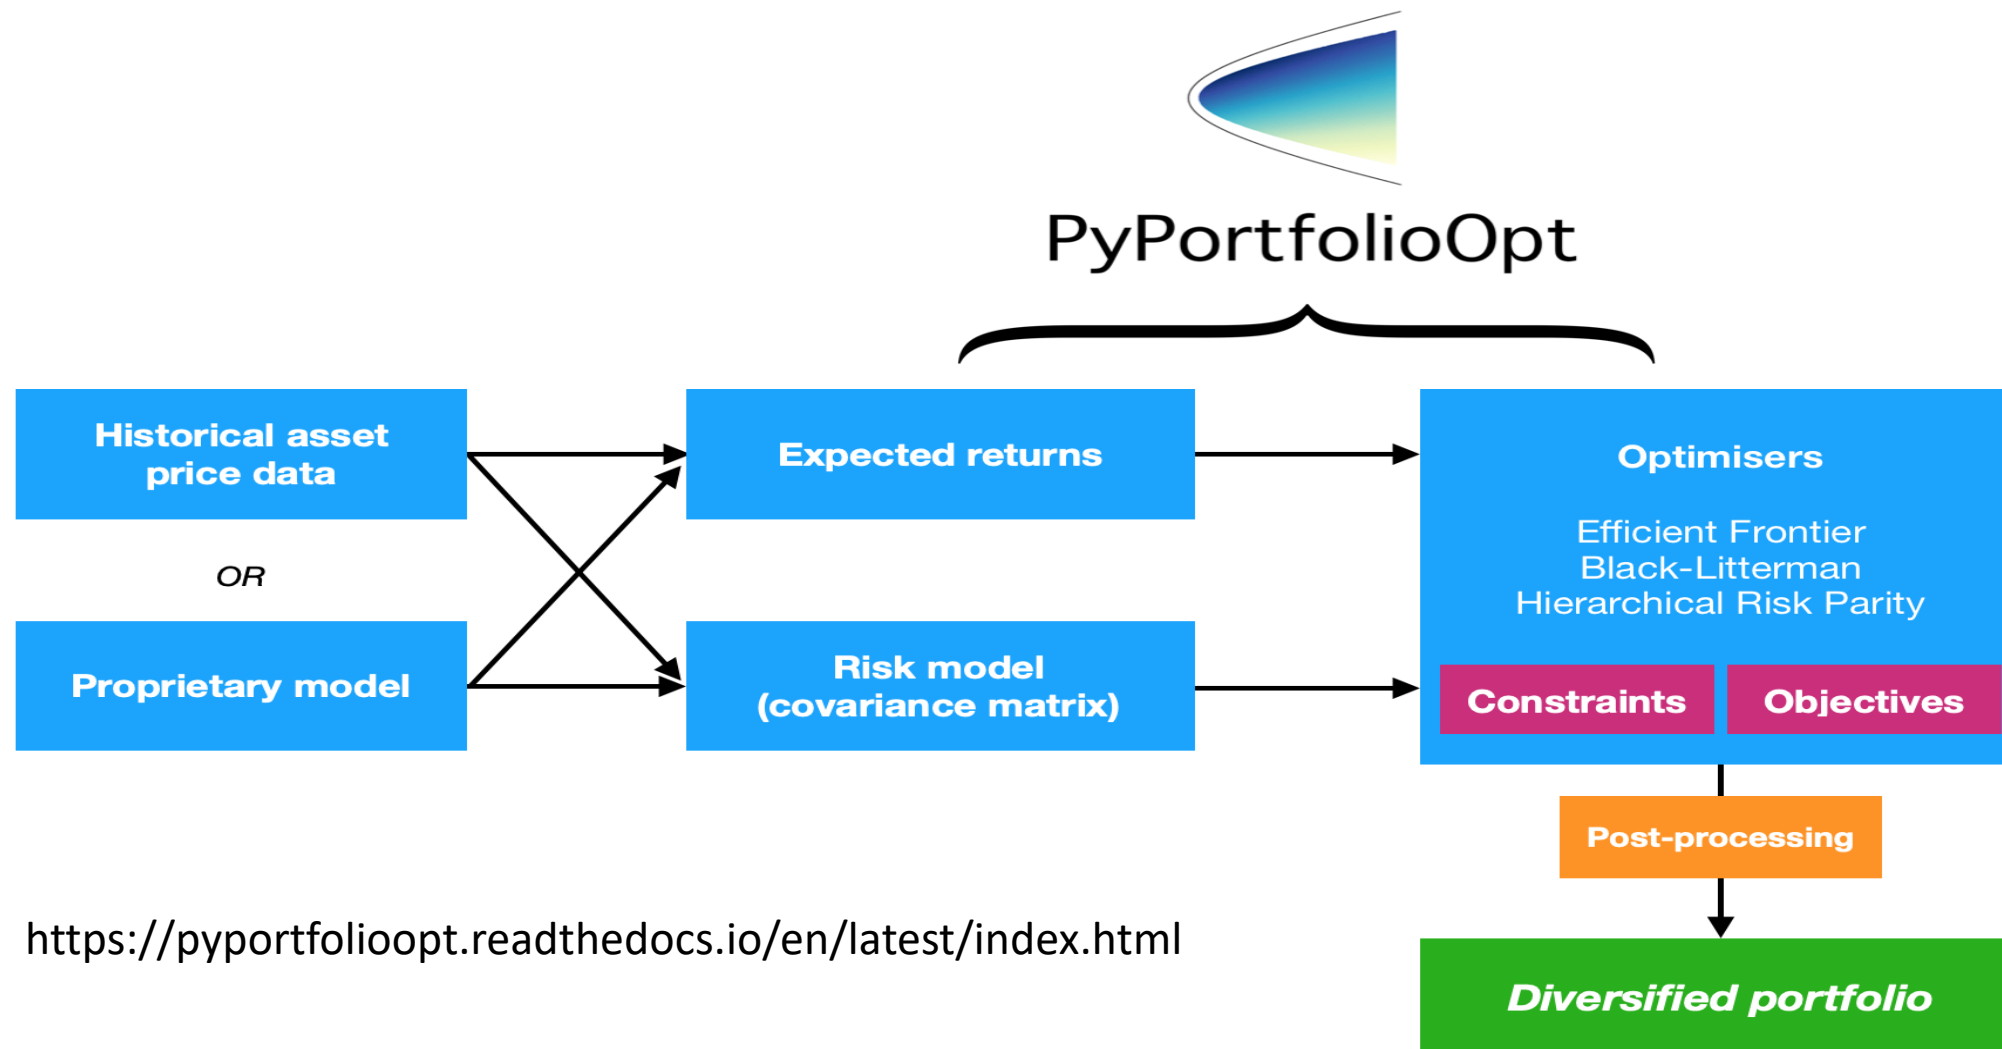 PyPortfolioOpt
Historical asset
price data
OR
Proprietary model
Expected returns
Risk model
(covariance matrix)
Optimisers
Efficient Frontier
Black-Litterman
Hierarchical Risk Parity
Constraints
Objectives
Post-processing
Diversified portfolio
https://pyportfolioopt.readthedocs.io/en/latest/index.html